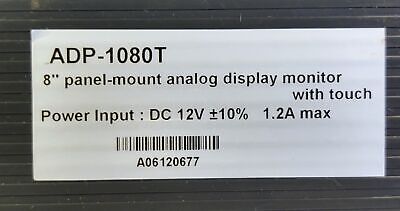 ADP-1080T
8" panel-mount analog display monitor
with touch
Power Input : DC 12V ±10% 1.2A max
A06120677